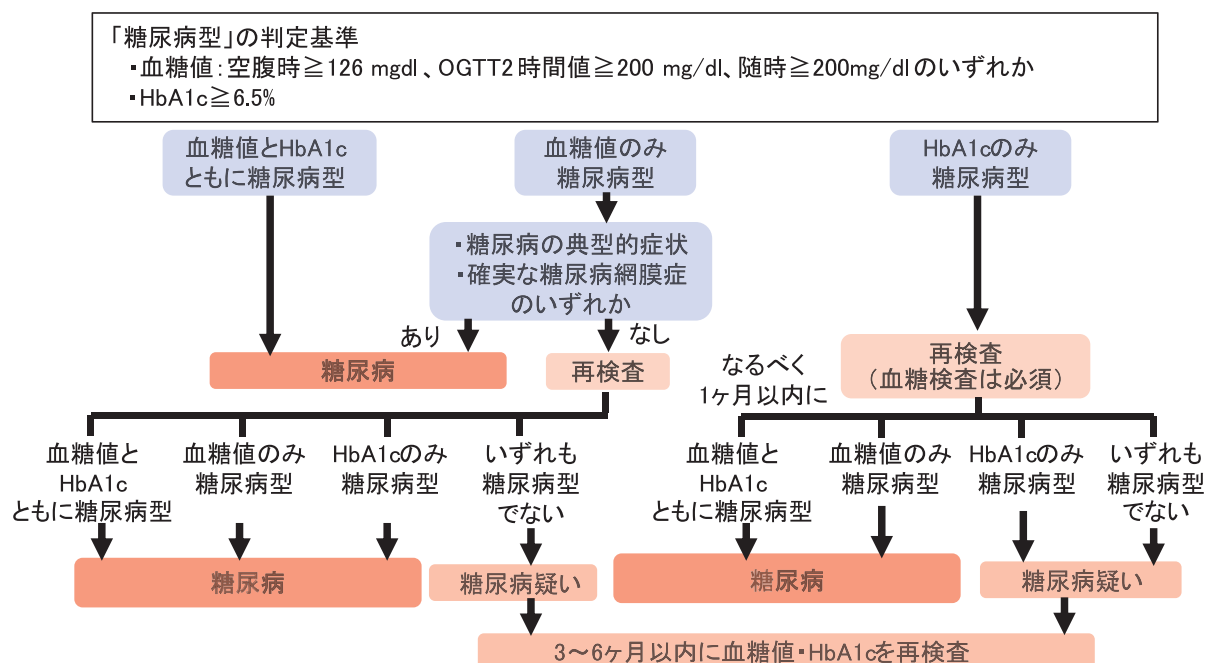 「糖尿病型」の判定基準
・血糖値：空腹時≧126 mgdl、OGTT2時間値≧200 mg/dl、随時≧200mg/dlのいずれか
・HbA1c≧6.5%
血糖値とHbA1c
ともに糖尿病型
血糖値のみ
糖尿病型
HbA1cのみ
糖尿病型
・糖尿病の典型的症状
・確実な糖尿病網膜症
のいずれか
あり
なし
糖尿病
再検査
なるべく
1ヶ月以内に
再検査
（血糖検査は必須）
血糖値と
HbA1c
ともに糖尿病型
血糖値のみ
糖尿病型
HbA1cのみ
糖尿病型
いずれも
糖尿病型
でない
血糖値と
HbA1c
ともに糖尿病型
血糖値のみ
糖尿病型
HbA1cのみ
糖尿病型
いずれも
糖尿病型
でない
糖尿病
糖尿病疑い
糖尿病
糖尿病疑い
3～6ヶ月以内に血糖値・HbA1cを再検査